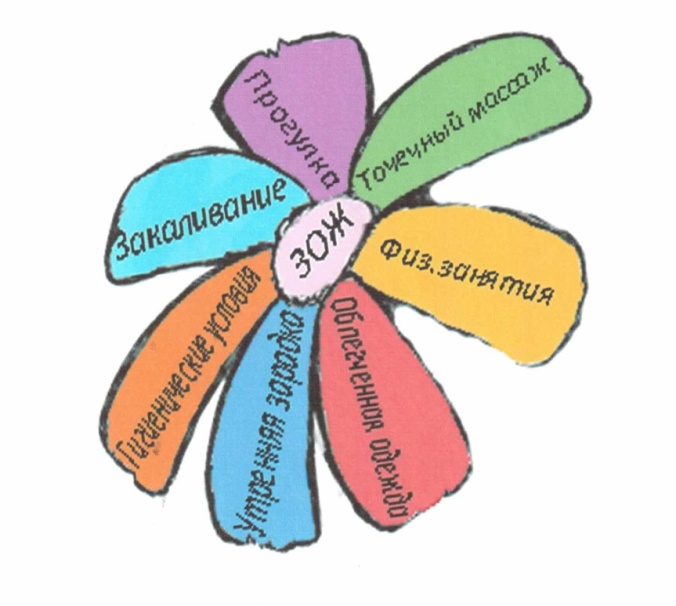 Прогулка
Точечный массаж
Закаливание
ЗОЖ
Физ.занятия
Гигиенические условия
Утренняя зарядка
Облегченная одежда